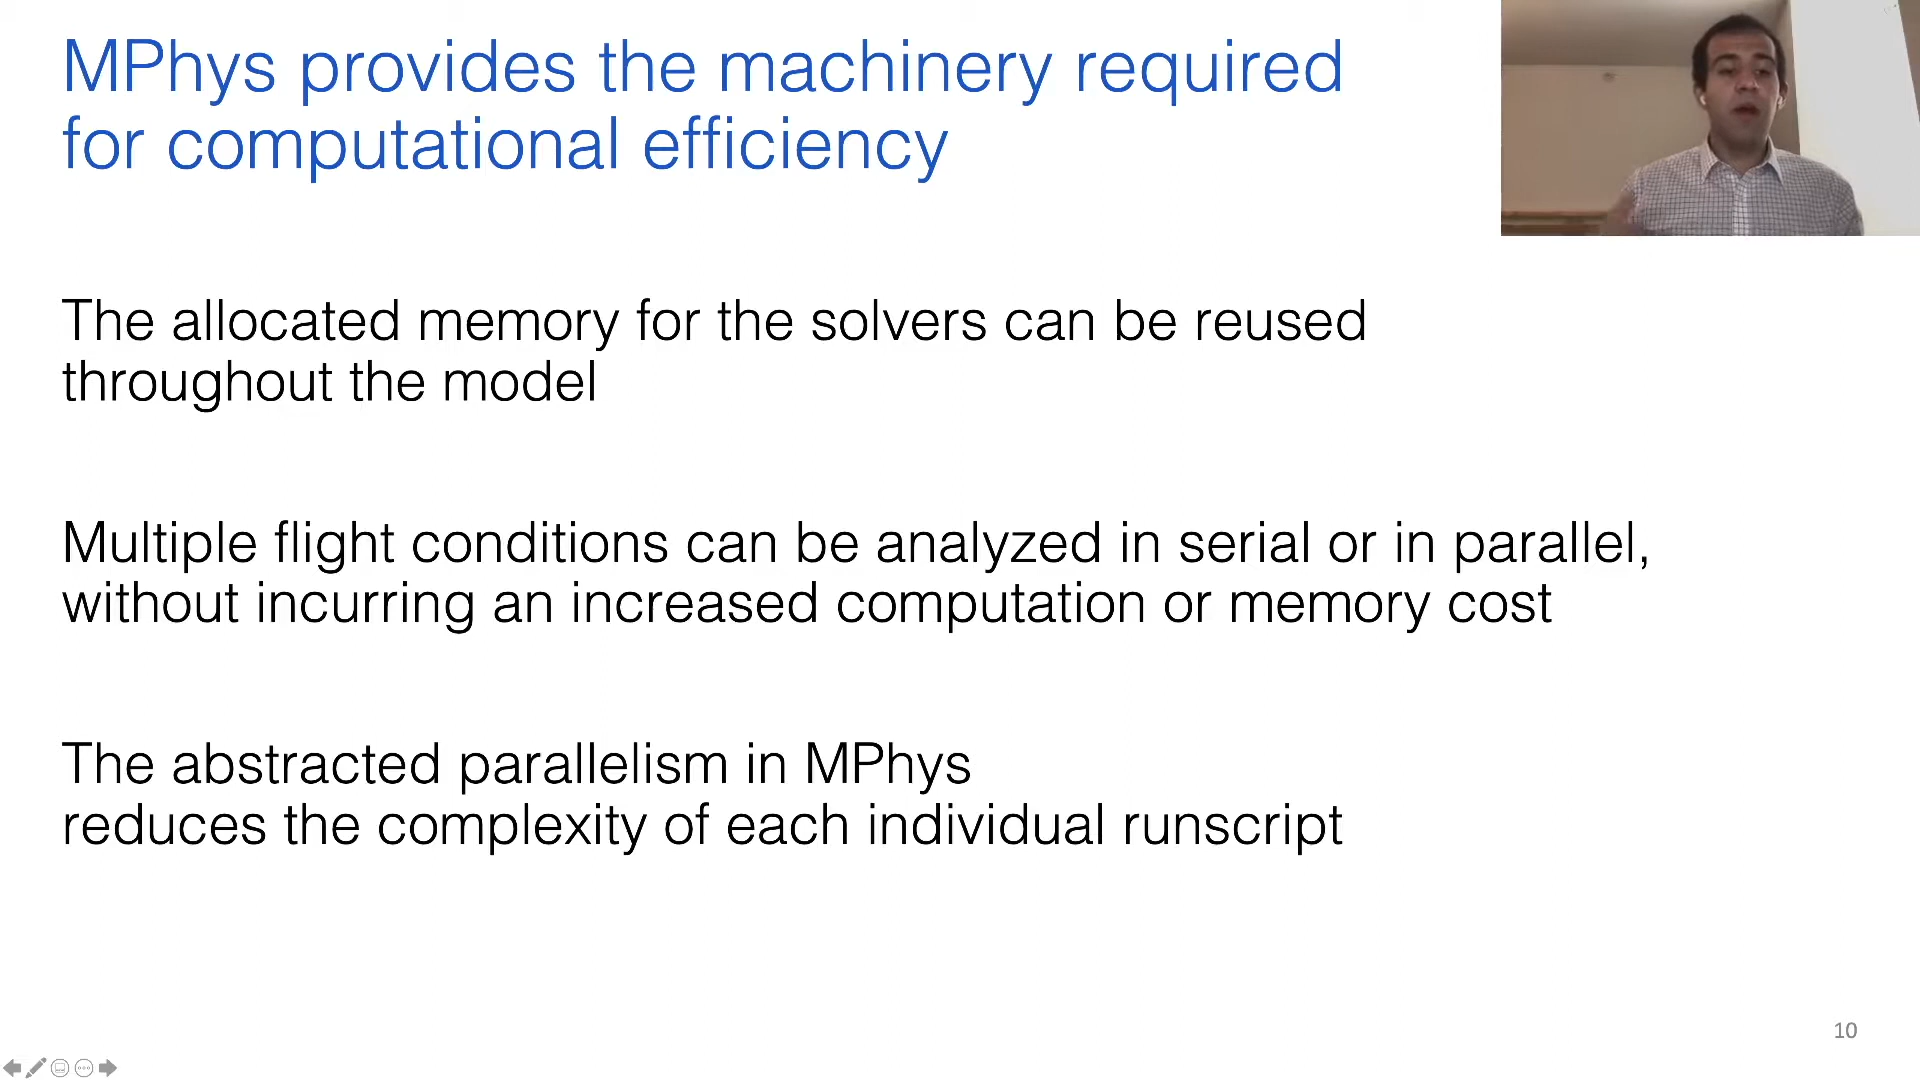 MPhys provides the machinery required
for computational efficiency
The allocated memory for the solvers can be reused
throughout the model
Multiple flight conditions can be analyzed in serial or in parallel,
without incurring an increased computation or memory cost
The abstracted parallelism in MPhys
reduces the complexity of each individual runscript
10